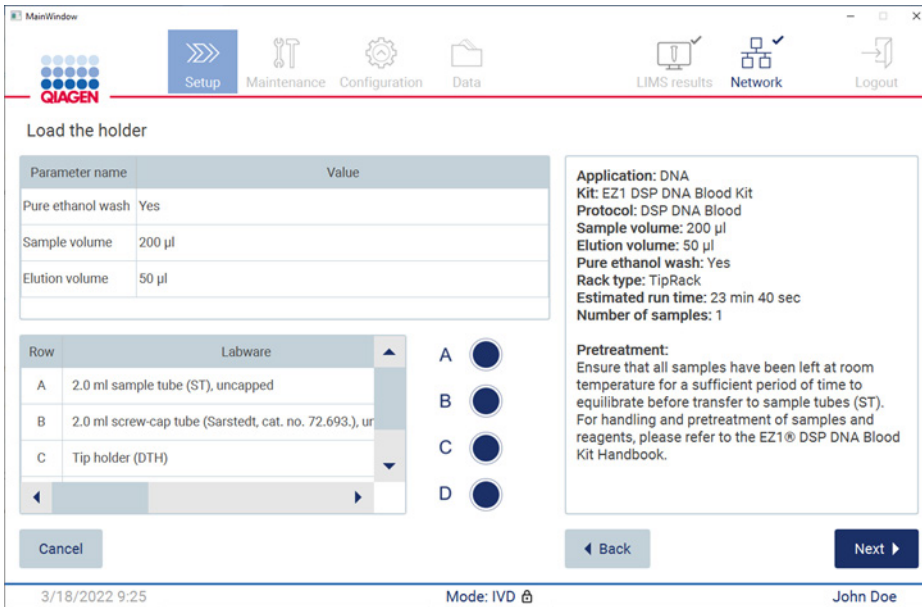 MainWindow
QIAGEN
Setup
Maintenance
Configuration
Data
LIMS results
Network
Logout
Load the holder
Parameter name Value
Pure ethanol wash Yes
Sample volume 200 µl
Elution volume 50 µl
Row Labware
A 2.0 ml sample tube (ST), uncapped
B 2.0 ml screw-cap tube (Sarstedt, cat. no. 72.693.), ur
C Tip holder (DTH)
A
B
C
D
Application: DNA
Kit: EZ1 DSP DNA Blood Kit
Protocol: DSP DNA Blood
Sample volume: 200 µl
Elution volume: 50 µl
Pure ethanol wash: Yes
Rack type: TipRack
Estimated run time: 23 min 40 sec
Number of samples: 1
Pretreatment:
Ensure that all samples have been left at room
temperature for a sufficient period of time to
equilibrate before transfer to sample tubes (ST).
For handling and pretreatment of samples and
reagents, please refer to the EZ1® DSP DNA Blood
Kit Handbook.
Cancel
Back
Next
3/18/2022 9:25
Mode: IVD
John Doe